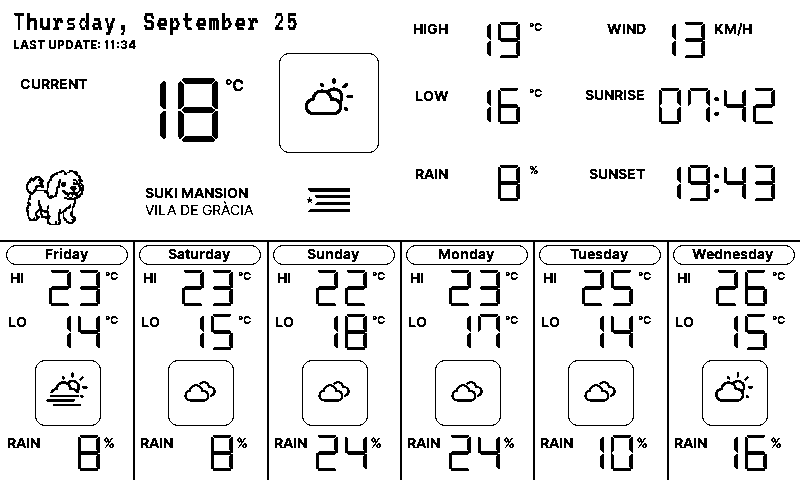 Thursday, September 25
LAST UPDATE: 11:34
CURRENT 18 °C
SUKI MANSION
VILA DE GRÀCIA
HIGH 19 °C
LOW 16 °C
RAIN 8 %
WIND 13 KM/H
SUNRISE 07:42
SUNSET 19:43
Friday
HI 23 °C
LO 14 °C
RAIN 8 %
Saturday
HI 23 °C
LO 15 °C
RAIN 8 %
Sunday
HI 22 °C
LO 18 °C
RAIN 24 %
Monday
HI 23 °C
LO 17 °C
RAIN 24 %
Tuesday
HI 25 °C
LO 14 °C
RAIN 10 %
Wednesday
HI 26 °C
LO 15 °C
RAIN 16 %